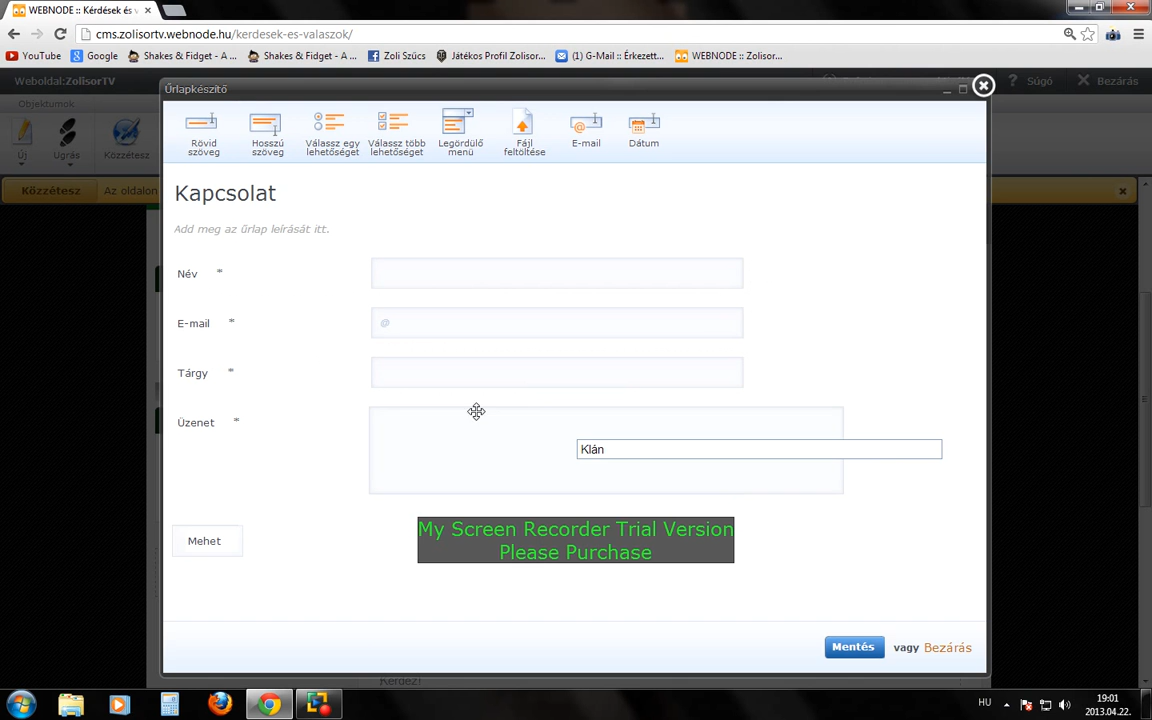 WEBNODE :: Kérdések és v
cms.zolisortv.webnode.hu/kerdesek-es-valaszok/
YouTube
Google
Shakes & Fidget - A ...
Shakes & Fidget - A ...
Zoli Szűcs
Játékos Profil Zolisor...
(1) G-Mail :: Érkezett...
WEBNODE :: Zolisor...
Weboldal:ZolisorTV
Súgó
Bezárás
Objektumok
Új
Ugrás
Közzétesz
Közzétesz
Az oldalon
Űrlapkészítő
Rövid szöveg
Hosszú szöveg
Válassz egy lehetőséget
Válassz több lehetőséget
Legördülő menü
Fájl feltöltése
E-mail
Dátum
Kapcsolat
Add meg az űrlap leírását itt.
Név *
E-mail *
@
Tárgy *
Üzenet *
Klán
My Screen Recorder Trial Version
Please Purchase
Mehet
Mentés vagy Bezárás
Kérdez!
HU
19:01
2013.04.22.